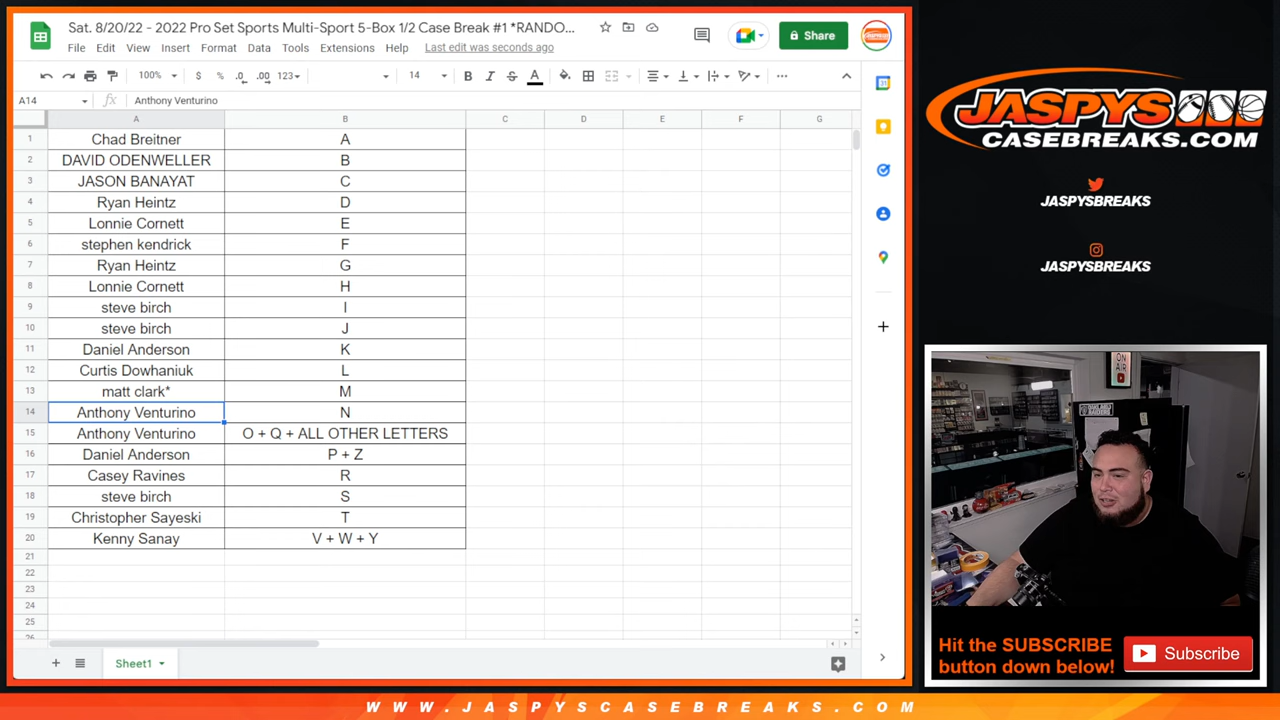 Sat. 8/20/22 - 2022 Pro Set Sports Multi-Sport 5-Box 1/2 Case Break #1 *RANDO...
File Edit View Insert Format Data Tools Extensions Help Last edit was seconds ago
Share
100% $ % .0 .00 123 14 B I S A
A14 fx Anthony Venturino
A B C D E F G
1 Chad Breitner A
2 DAVID ODENWELLER B
3 JASON BANAYAT C
4 Ryan Heintz D
5 Lonnie Cornett E
6 stephen kendrick F
7 Ryan Heintz G
8 Lonnie Cornett H
9 steve birch I
10 steve birch J
11 Daniel Anderson K
12 Curtis Dowhaniuk L
13 matt clark* M
14 Anthony Venturino N
15 Anthony Venturino O + Q + ALL OTHER LETTERS
16 Daniel Anderson P + Z
17 Casey Ravines R
18 steve birch S
19 Christopher Sayeski T
20 Kenny Sanay V + W + Y
21
22
23
24
25
26
Sheet1
JASPYS
CASEBREAKS.COM
JASPYSBREAKS
JASPYSBREAKS
ON AIR
Hit the SUBSCRIBE
button down below!
Subscribe
WWW.JASPYSCASEBREAKS.COM